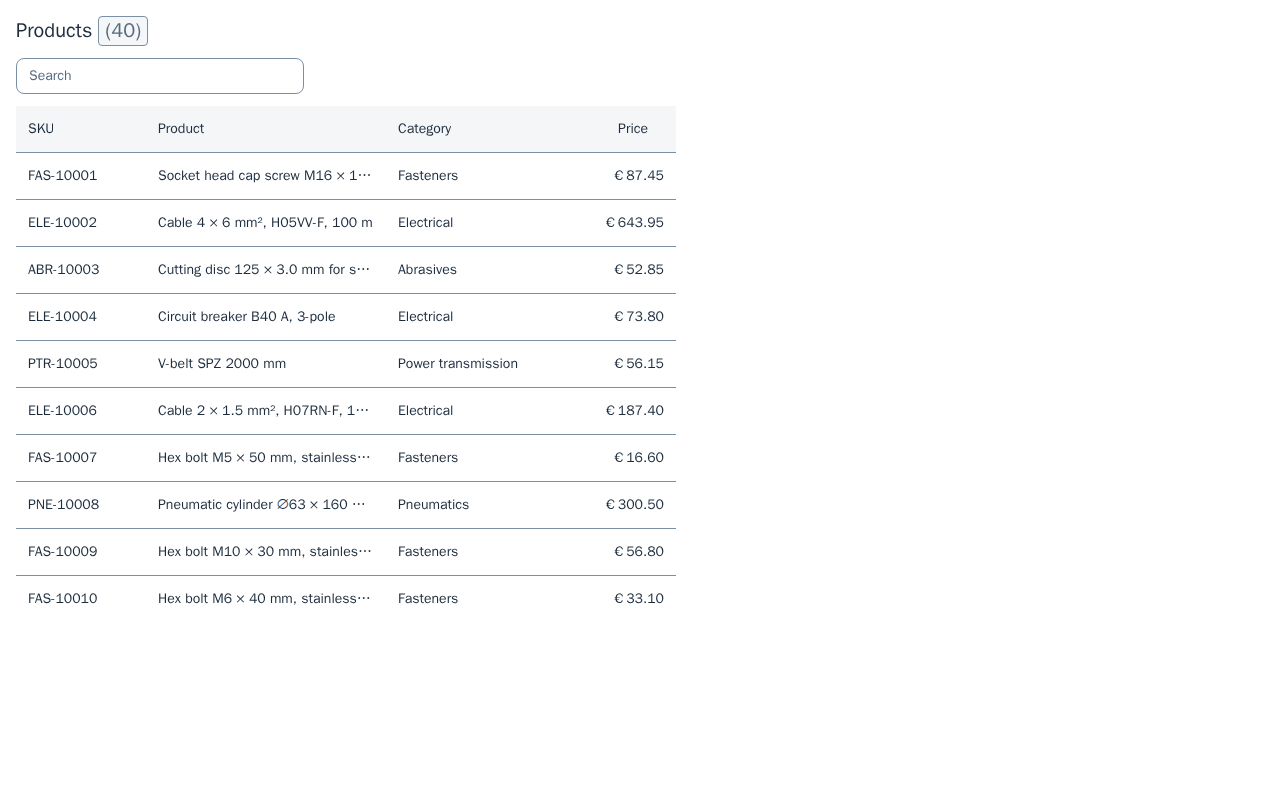 Products (40)
Search
SKU Product Category Price
FAS-10001 Socket head cap screw M16 × 1··· Fasteners € 87.45
ELE-10002 Cable 4 × 6 mm², H05VV-F, 100 m Electrical € 643.95
ABR-10003 Cutting disc 125 × 3.0 mm for s··· Abrasives € 52.85
ELE-10004 Circuit breaker B40 A, 3-pole Electrical € 73.80
PTR-10005 V-belt SPZ 2000 mm Power transmission € 56.15
ELE-10006 Cable 2 × 1.5 mm², H07RN-F, 1··· Electrical € 187.40
FAS-10007 Hex bolt M5 × 50 mm, stainless··· Fasteners € 16.60
PNE-10008 Pneumatic cylinder ∅63 × 160 ··· Pneumatics € 300.50
FAS-10009 Hex bolt M10 × 30 mm, stainles··· Fasteners € 56.80
FAS-10010 Hex bolt M6 × 40 mm, stainless··· Fasteners € 33.10